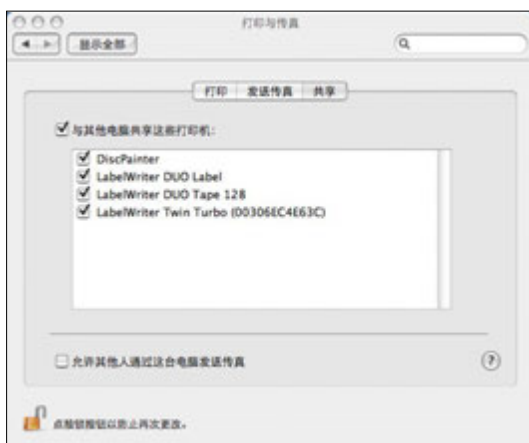 打印与传真
显示全部
打印 发送传真 共享
与其他电脑共享这些打印机:
DiscPainter
LabelWriter DUO Label
LabelWriter DUO Tape 128
LabelWriter Twin Turbo (00306EC4E63C)
允许其他人通过这台电脑发送传真
?
点按锁按钮以防止再次更改。